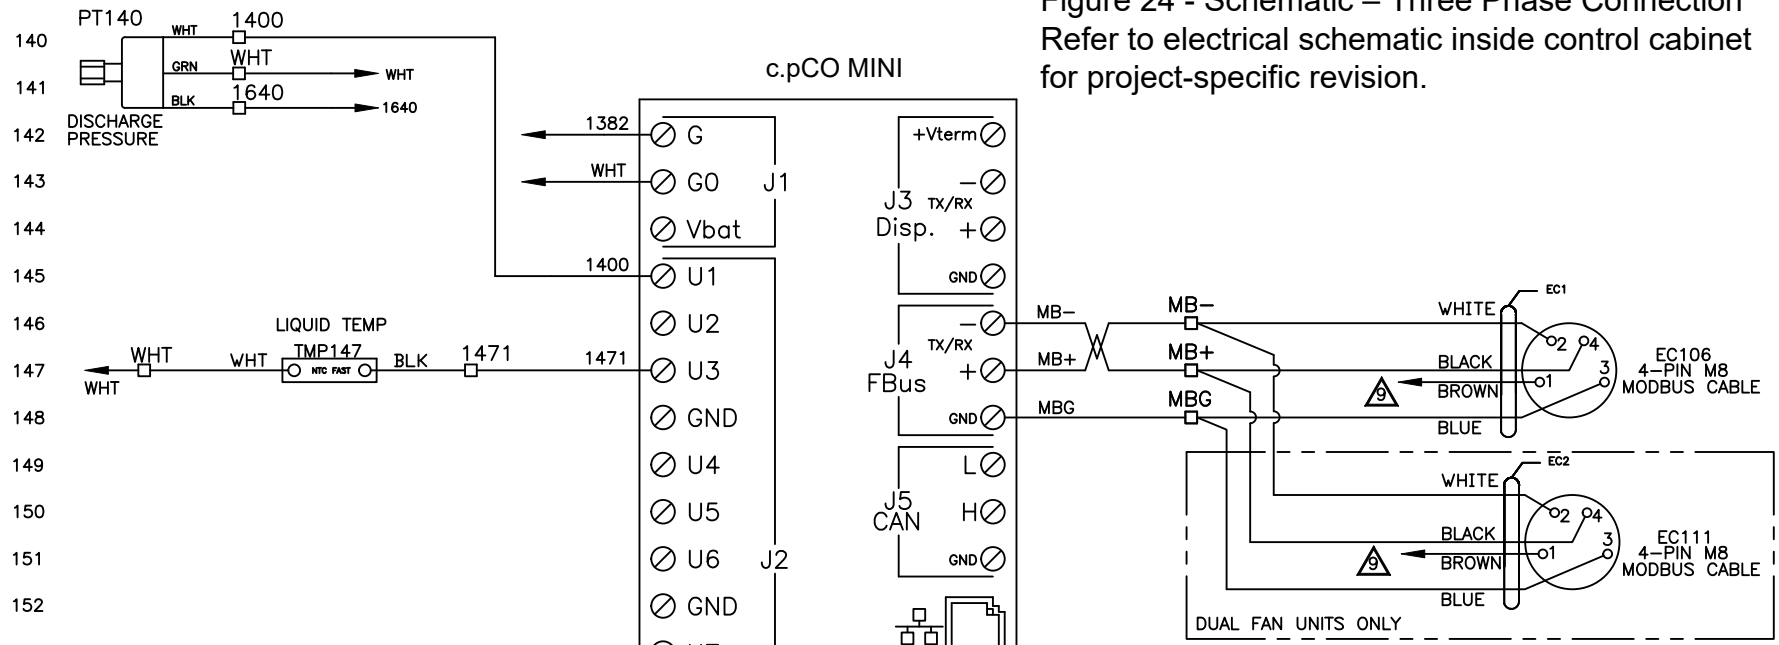 Figure 24 - Schematic – Three Phase Connection
Refer to electrical schematic inside control cabinet
for project-specific revision.
c.pCO MINI
140
141
142
143
144
145
146
147
148
149
150
151
152
PT140
WHT
1400
GRN
WHT
WHT
BLK
1640
1640
DISCHARGE
PRESSURE
1382
WHT
1400
LIQUID TEMP
TMP147
NTC FAST
WHT
WHT
WHT
BLK
1471
1471
G
G0
Vbat
J1
U1
U2
U3
GND
U4
U5
U6
GND
J2
+Vterm
−
TX/RX
+
GND
J3
Disp.
−
TX/RX
+
GND
J4
FBus
L
H
GND
J5
CAN
MB−
MB+
MBG
MB−
MB+
MBG
EC1
WHITE
BLACK
BROWN
BLUE
9
2
4
1
3
EC106
4−PIN M8
MODBUS CABLE
EC2
WHITE
BLACK
BROWN
BLUE
9
2
4
1
3
EC111
4−PIN M8
MODBUS CABLE
DUAL FAN UNITS ONLY